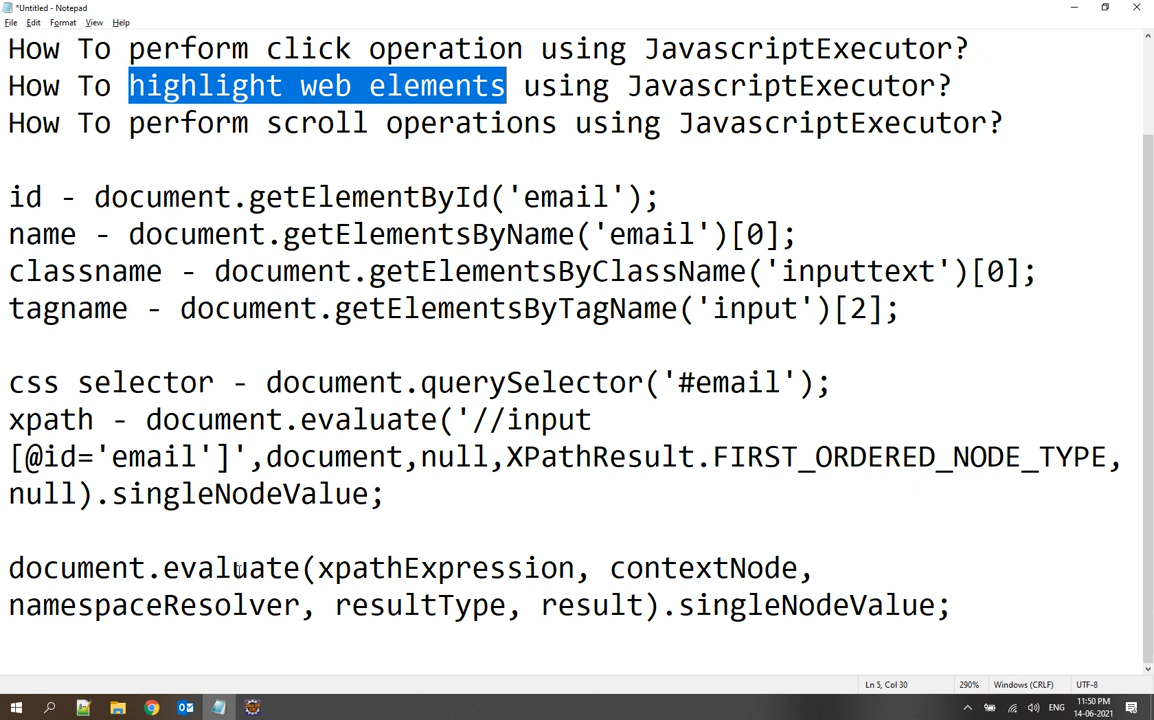 *Untitled - Notepad
File Edit Format View Help
How To perform click operation using JavascriptExecutor?
How To highlight web elements using JavascriptExecutor?
How To perform scroll operations using JavascriptExecutor?
id - document.getElementById('email');
name - document.getElementsByName('email')[0];
classname - document.getElementsByClassName('inputtext')[0];
tagname - document.getElementsByTagName('input')[2];
css selector - document.querySelector('#email');
xpath - document.evaluate('//input
[@id='email']',document,null,XPathResult.FIRST_ORDERED_NODE_TYPE,
null).singleNodeValue;
document.evaluate(xpathExpression, contextNode,
namespaceResolver, resultType, result).singleNodeValue;
Ln 5, Col 30 290% Windows (CRLF) UTF-8
ENG
11:50 PM
14-06-2021